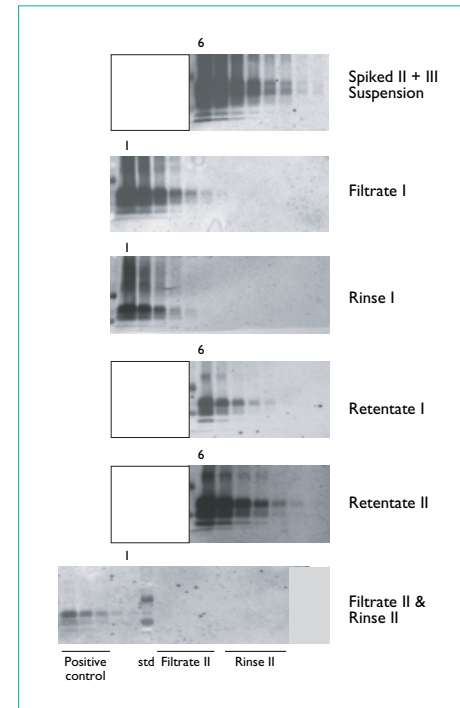 6
Spiked II + III
Suspension
1
Filtrate I
1
Rinse I
6
Retentate I
6
Retentate II
1
Filtrate II &
Rinse II
Positive
control
std
Filtrate II
Rinse II